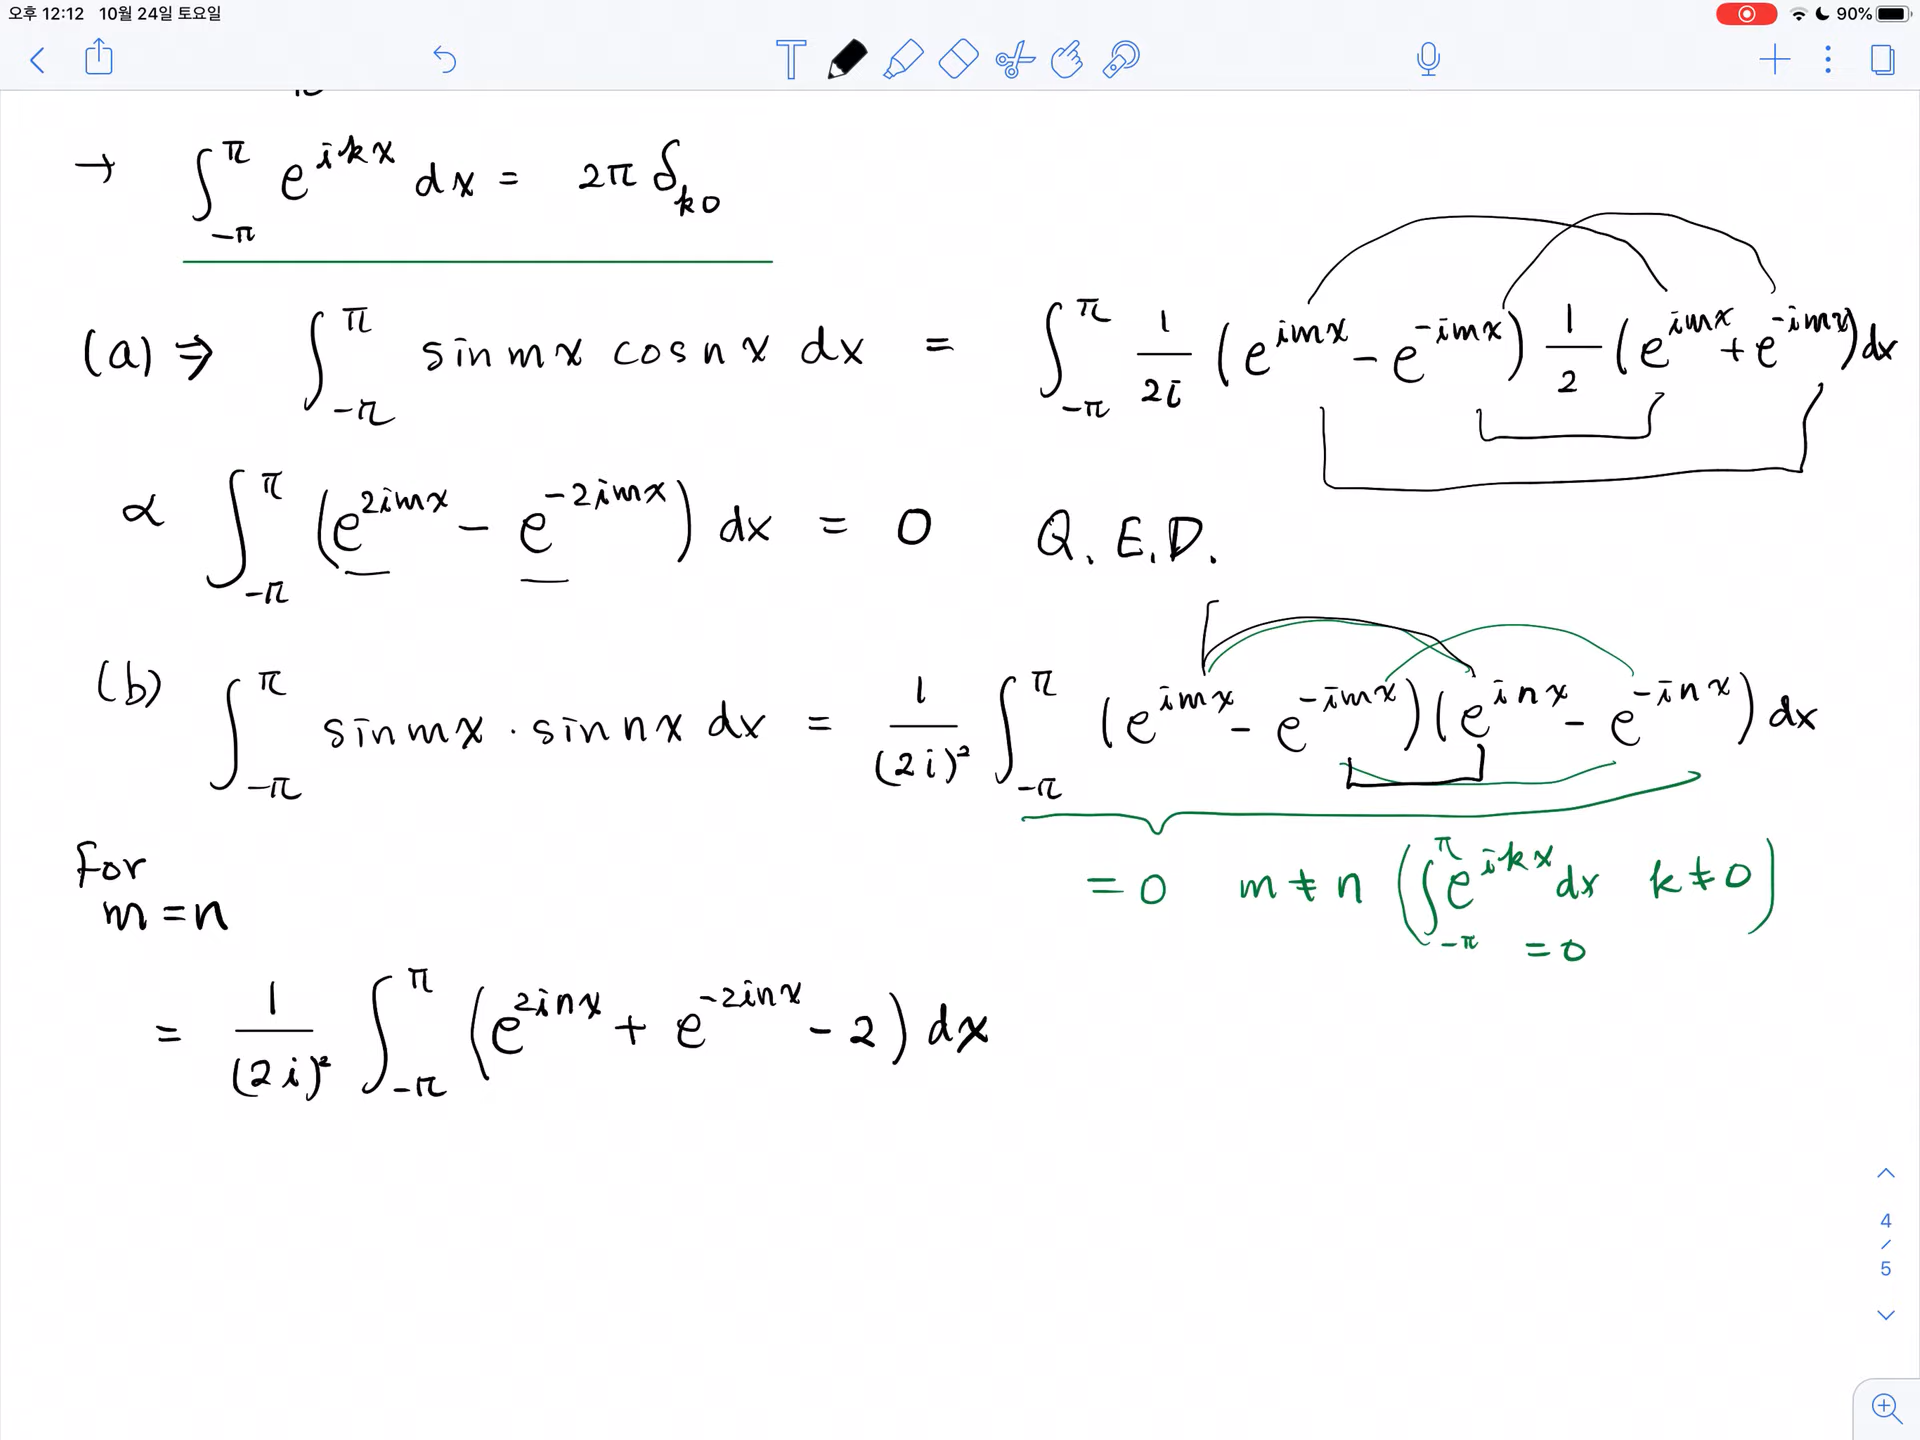 오후 12:12 10월 24일 토요일 90%
→ ∫_{-π}^{π} e^{ikx} dx = 2π δ_{k0}
(a) ⇒ ∫_{-π}^{π} sin mx cos nx dx = ∫_{-π}^{π} 1/2i (e^{imx} - e^{-imx}) 1/2 (e^{imx} + e^{-imx}) dx
∝ ∫_{-π}^{π} (e^{2imx} - e^{-2imx}) dx = 0 Q.E.D.
(b) ∫_{-π}^{π} sin mx · sin nx dx = 1/(2i)² ∫_{-π}^{π} (e^{imx} - e^{-imx})(e^{inx} - e^{-inx}) dx
= 0 m ≠ n (∫_{-π}^{π} e^{ikx} dx k ≠ 0)
= 0
For
m = n
= 1/(2i)² ∫_{-π}^{π} (e^{2inx} + e^{-2inx} - 2) dx
4
/
5